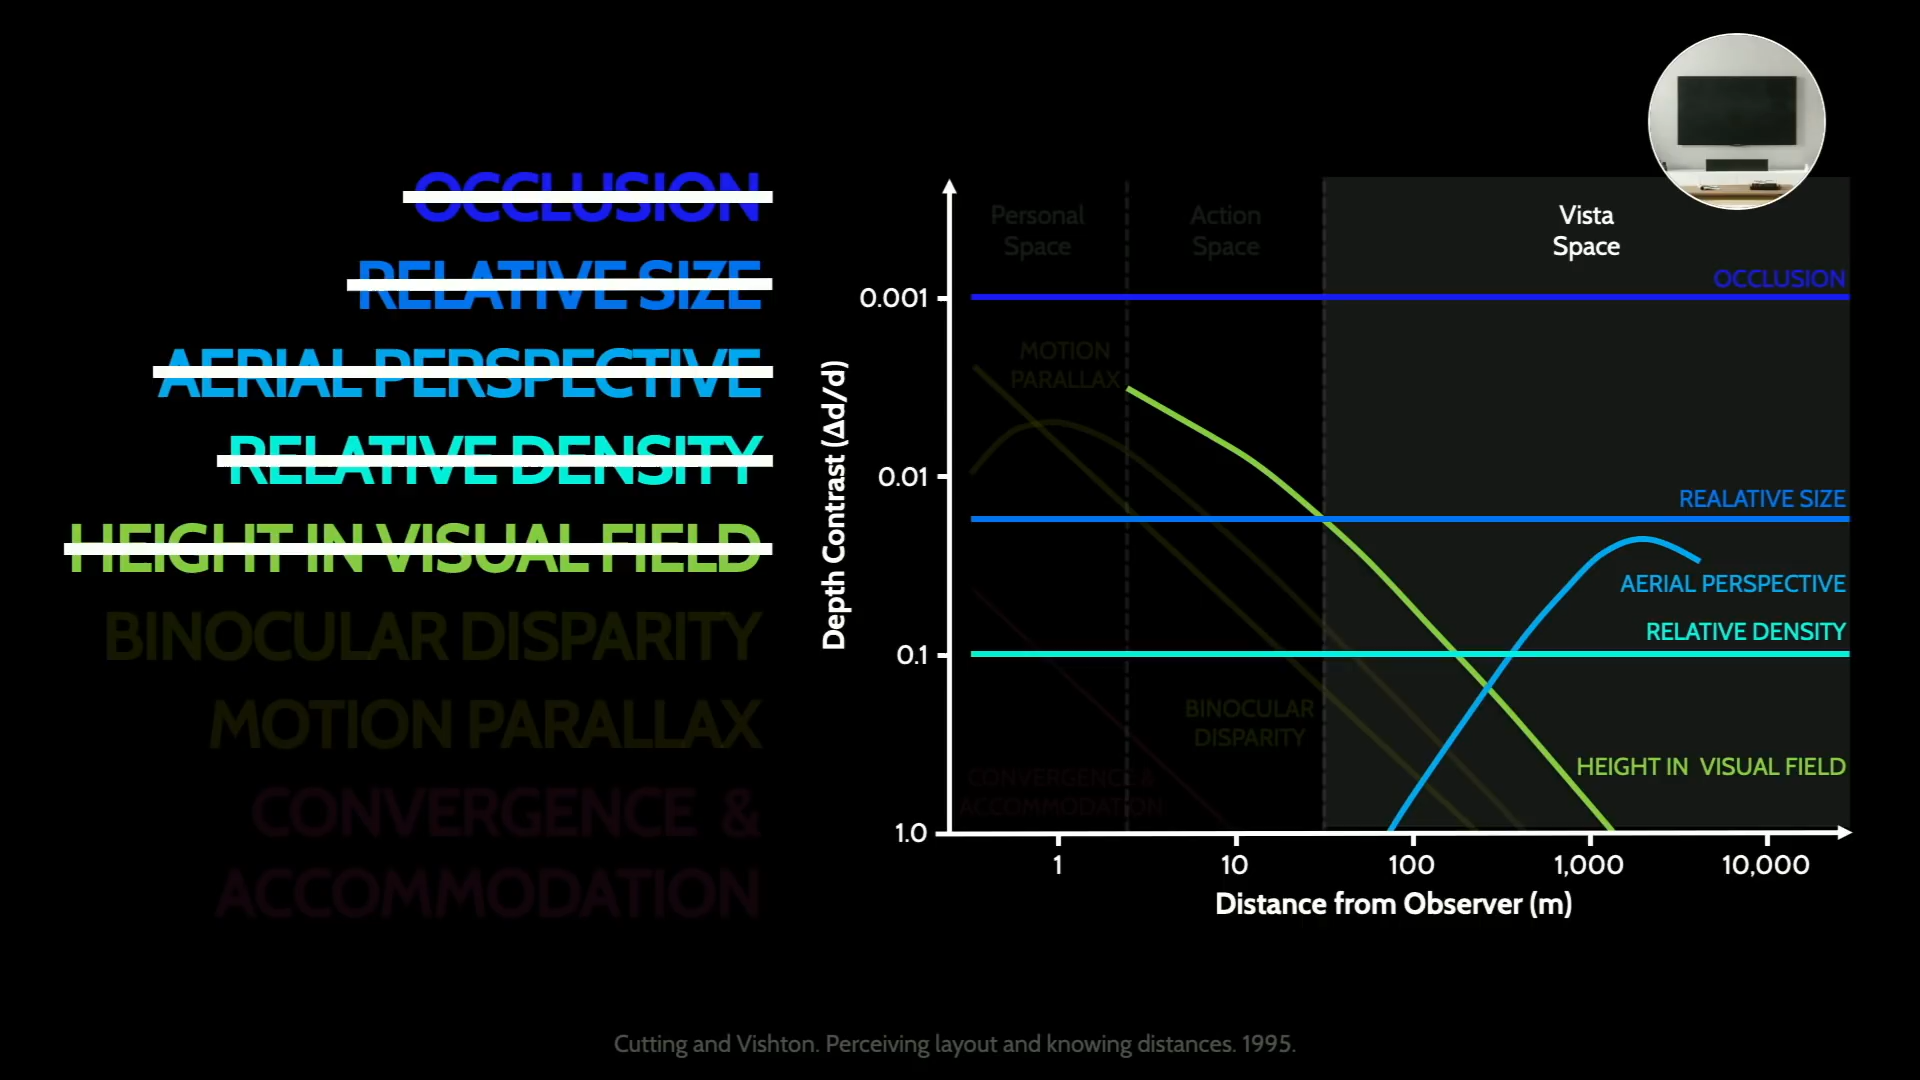 OCCLUSION
RELATIVE SIZE
AERIAL PERSPECTIVE
RELATIVE DENSITY
HEIGHT IN VISUAL FIELD
BINOCULAR DISPARITY
MOTION PARALLAX
CONVERGENCE &
ACCOMMODATION
Depth Contrast (Δd/d)
0.001
0.01
0.1
1.0
Personal
Space
Action
Space
Vista
Space
OCCLUSION
MOTION
PARALLAX
REALATIVE SIZE
AERIAL PERSPECTIVE
RELATIVE DENSITY
BINOCULAR
DISPARITY
HEIGHT IN VISUAL FIELD
CONVERGENCE &
ACCOMMODATION
1
10
100
1,000
10,000
Distance from Observer (m)
Cutting and Vishton. Perceiving layout and knowing distances. 1995.